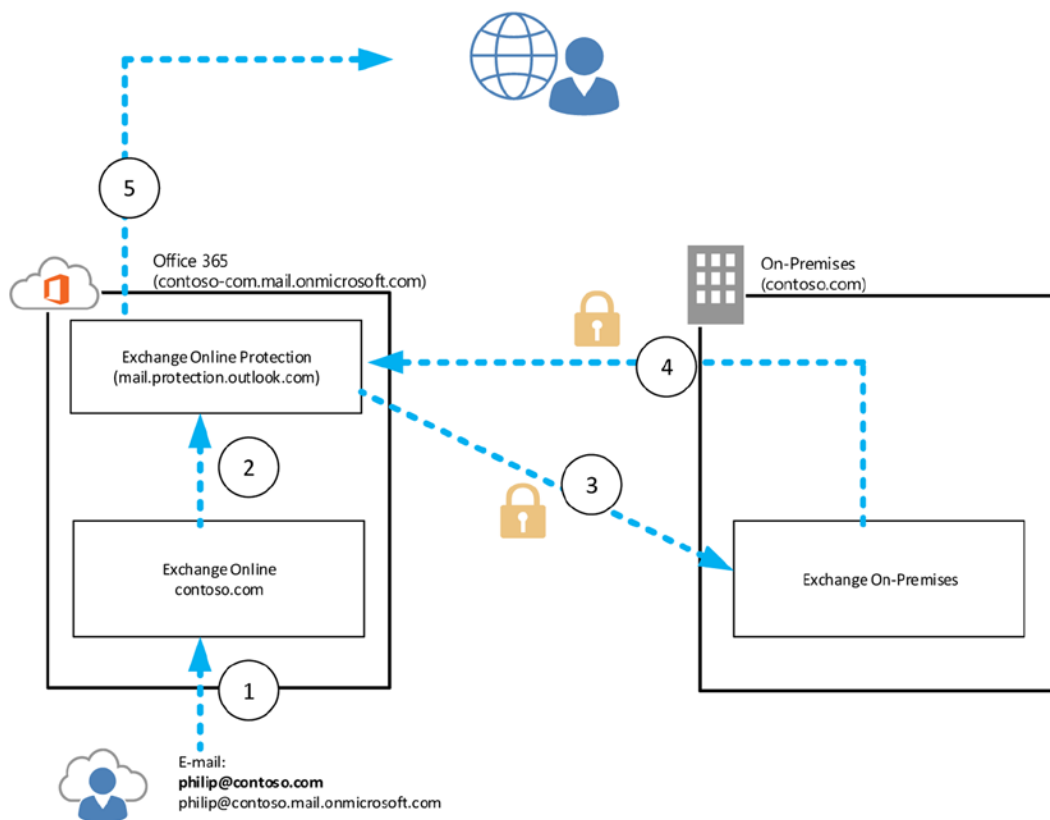 5
Office 365
(contoso-com.mail.onmicrosoft.com)
On-Premises
(contoso.com)
Exchange Online Protection
(mail.protection.outlook.com)
4
2
3
Exchange Online
contoso.com
Exchange On-Premises
1
E-mail:
philip@contoso.com
philip@contoso.mail.onmicrosoft.com